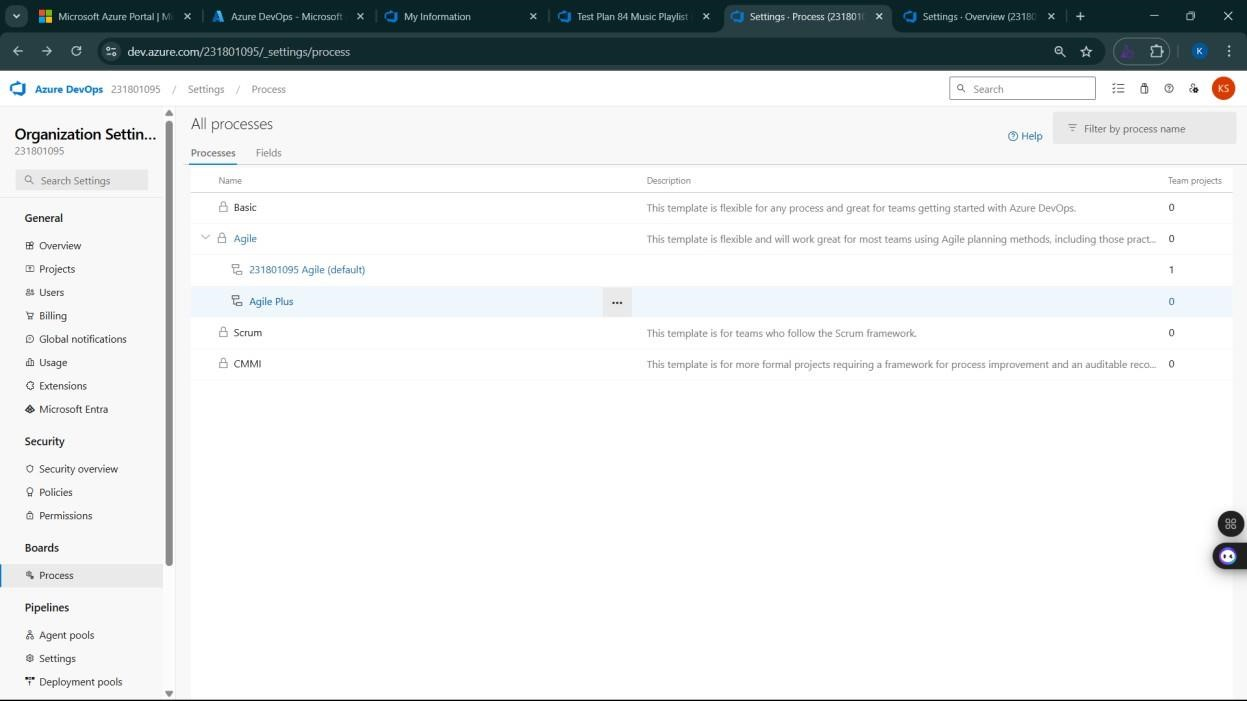 Microsoft Azure Portal | Mi
Azure DevOps - Microsoft
My Information
Test Plan 84 Music Playlist
Settings · Process (231801
Settings · Overview (23180
dev.azure.com/231801095/_settings/process
K
Azure DevOps 231801095 / Settings / Process
Search
KS
Organization Settin...
231801095
Search Settings
General
Overview
Projects
Users
Billing
Global notifications
Usage
Extensions
Microsoft Entra
Security
Security overview
Policies
Permissions
Boards
Process
Pipelines
Agent pools
Settings
Deployment pools
All processes
Help
Filter by process name
Processes Fields
Name Description Team projects
Basic This template is flexible for any process and great for teams getting started with Azure DevOps. 0
Agile This template is flexible and will work great for most teams using Agile planning methods, including those pract... 0
231801095 Agile (default) 1
Agile Plus ... 0
Scrum This template is for teams who follow the Scrum framework. 0
CMMI This template is for more formal projects requiring a framework for process improvement and an auditable reco... 0